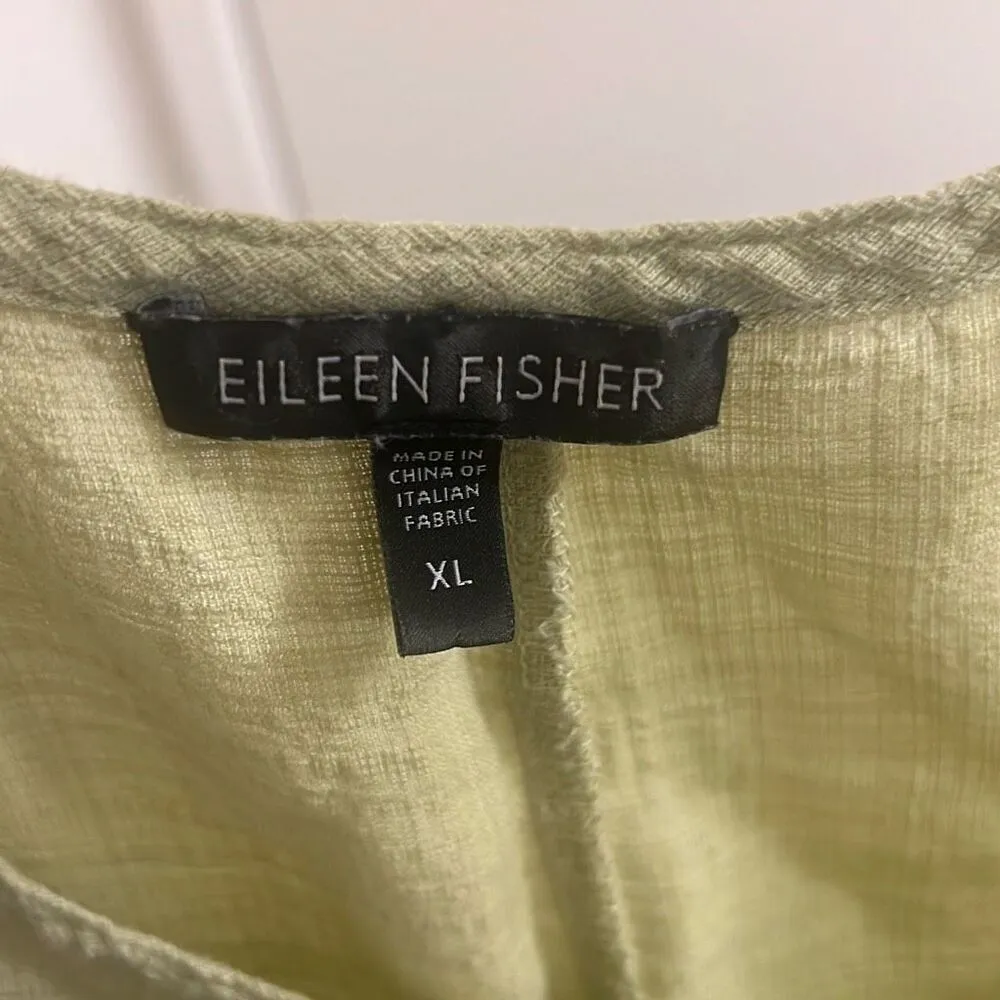 EILEEN FISHER
MADE IN
CHINA OF
ITALIAN
FABRIC
XL